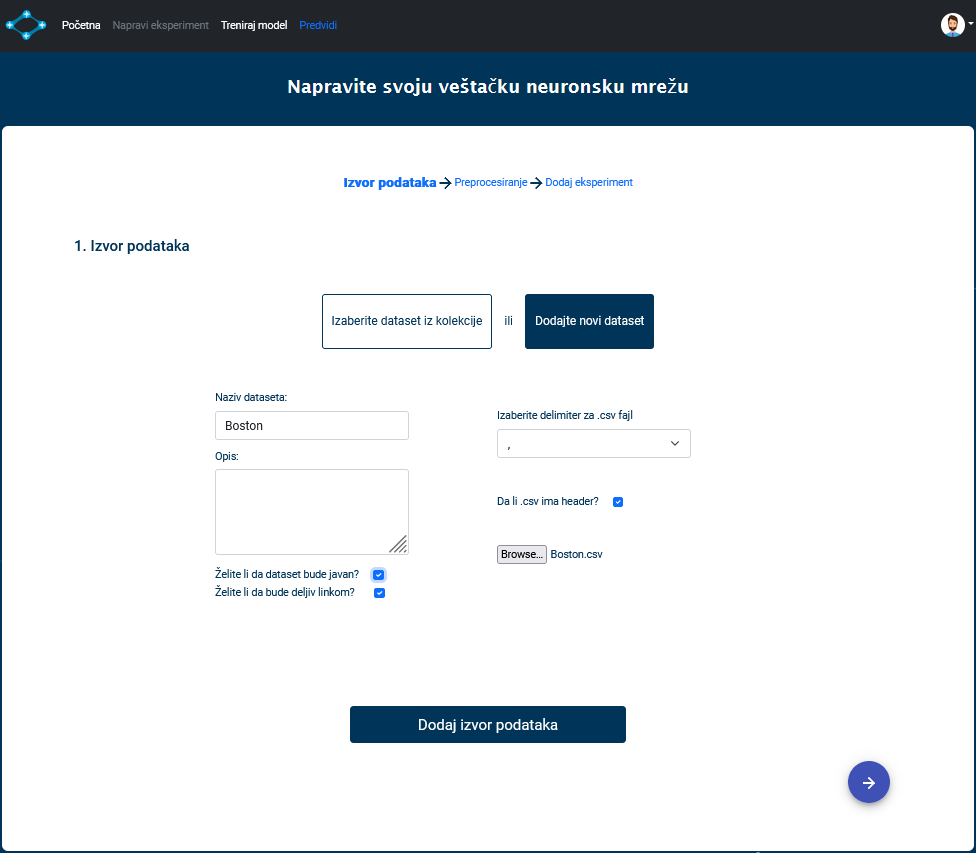 Početna Napravi eksperiment Treniraj model Predvidi
Napravite svoju veštačku neuronsku mrežu
Izvor podataka Preprocesiranje Dodaj eksperiment
1. Izvor podataka
Izaberite dataset iz kolekcije ili Dodajte novi dataset
Naziv dataseta:
Boston
Opis:
Želite li da dataset bude javan?
Želite li da bude deljiv linkom?
Izaberite delimiter za .csv fajl
,
Da li .csv ima header?
Browse... Boston.csv
Dodaj izvor podataka